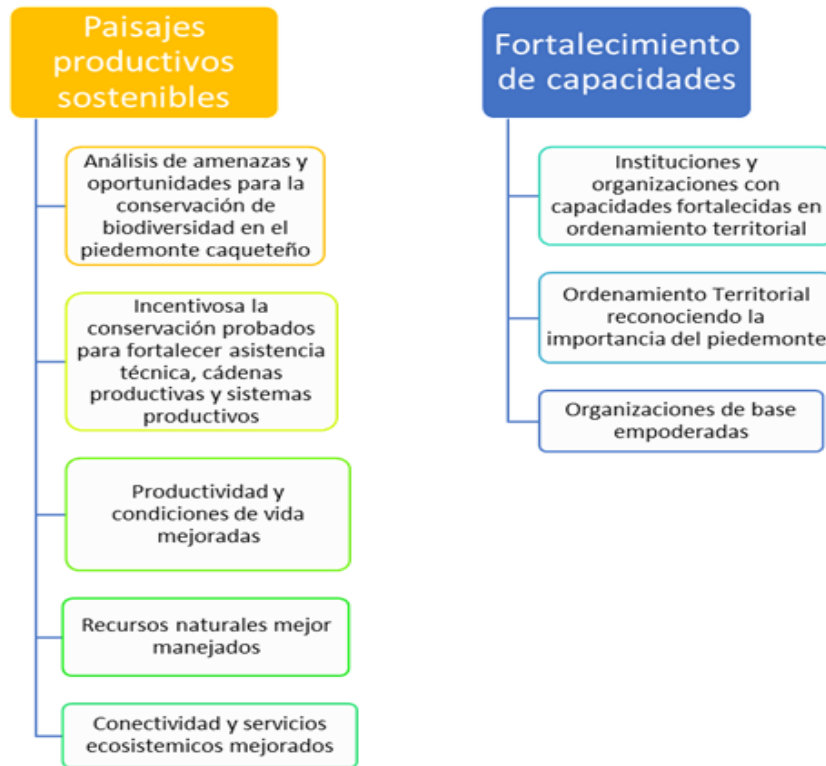 Paisajes
productivos
sostenibles
Análisis de amenazas y
oportunidades para la
conservación de
biodiversidad en el
piedemonte caqueteño
Incentivosa la
conservación probados
para fortalecer asistencia
técnica, cádenas
productivas y sistemas
productivos
Productividad y
condiciones de vida
mejoradas
Recursos naturales mejor
manejados
Conectividad y servicios
ecosistemicos mejorados
Fortalecimiento
de capacidades
Instituciones y
organizaciones con
capacidades fortalecidas en
ordenamiento territorial
Ordenamiento Territorial
reconociendo la
importancia del piedemonte
Organizaciones de base
empoderadas